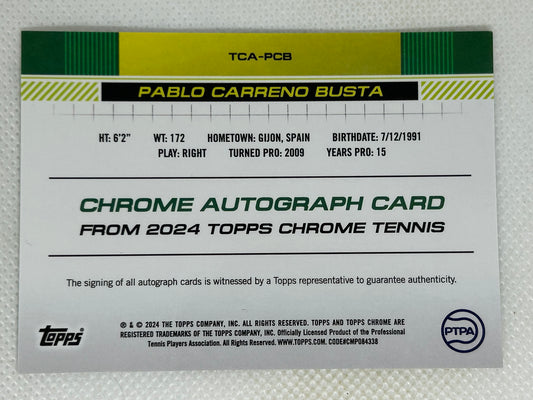 TCA-PCB
PABLO CARRENO BUSTA
HT: 6'2" WT: 172 HOMETOWN: GIJON, SPAIN BIRTHDATE: 7/12/1991
PLAY: RIGHT TURNED PRO: 2009 YEARS PRO: 15
CHROME AUTOGRAPH CARD
FROM 2024 TOPPS CHROME TENNIS
The signing of all autograph cards is witnessed by a Topps representative to guarantee authenticity.
® & © 2024 THE TOPPS COMPANY, INC. ALL RIGHTS RESERVED. TOPPS AND TOPPS CHROME ARE
REGISTERED TRADEMARKS OF THE TOPPS COMPANY, INC. Officially Licensed Product of the Professional
Tennis Players Association. All Rights Reserved. WWW.TOPPS.COM. CODE#CMP084338
Topps
PTPA